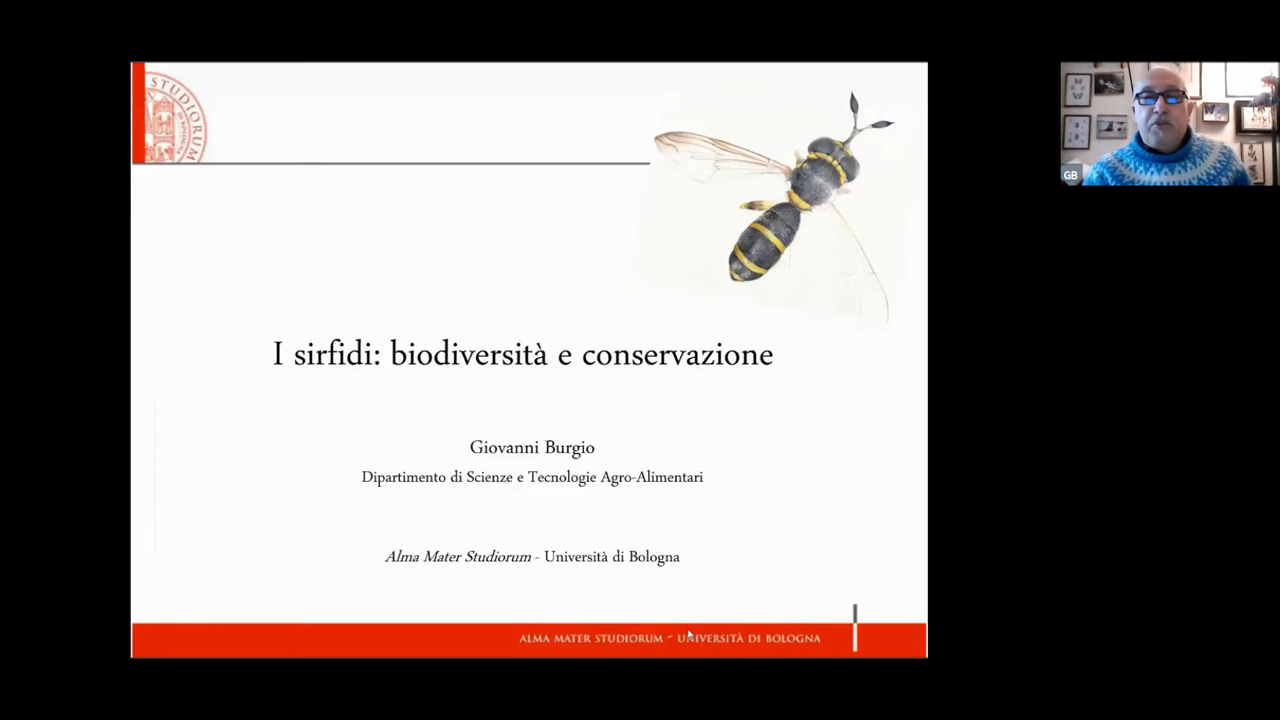 STUDIORUM
I sirfidi: biodiversità e conservazione
Giovanni Burgio
Dipartimento di Scienze e Tecnologie Agro-Alimentari
Alma Mater Studiorum - Università di Bologna
ALMA MATER STUDIORUM ~ UNIVERSITÀ DI BOLOGNA
GB